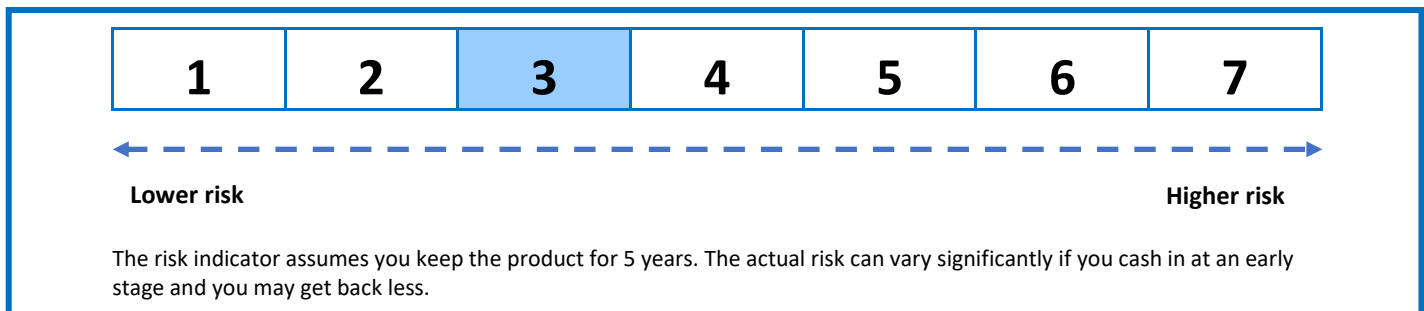 1 2 3 4 5 6 7
Lower risk Higher risk
The risk indicator assumes you keep the product for 5 years. The actual risk can vary significantly if you cash in at an early
stage and you may get back less.